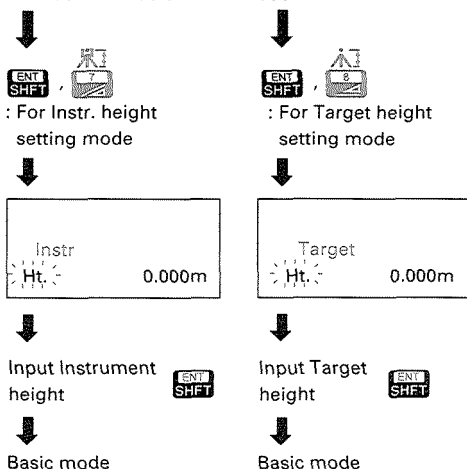 ENT
SHFT , 7
: For Instr. height
setting mode
Instr
Ht. 0.000m
Input Instrument
height
ENT
SHFT
Basic mode
ENT
SHFT , 8
: For Target height
setting mode
Target
Ht. 0.000m
Input Target
height
ENT
SHFT
Basic mode